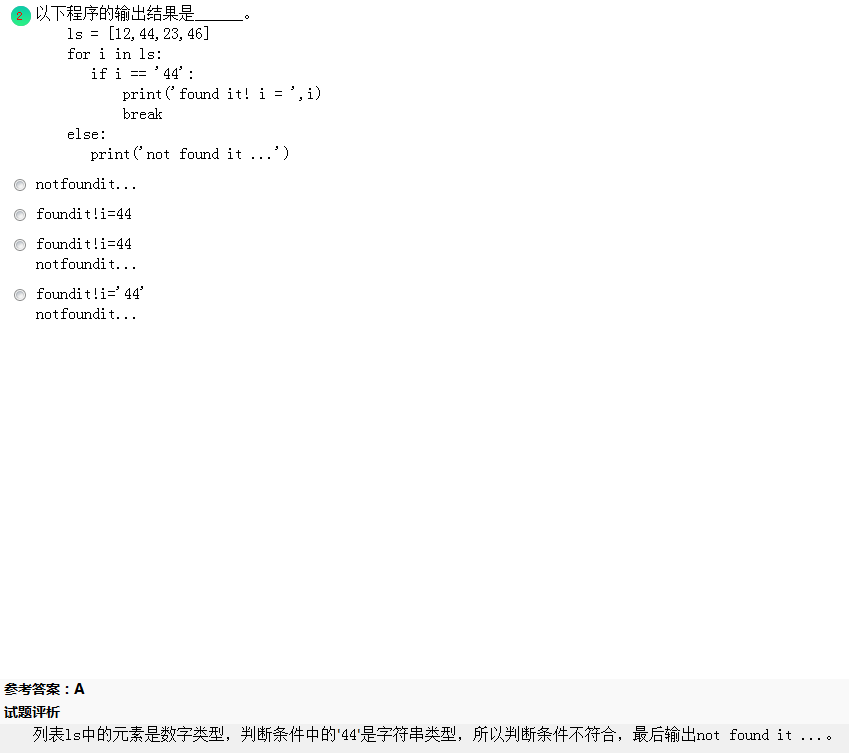 2 以下程序的输出结果是______。
ls = [12,44,23,46]
for i in ls:
if i == '44':
print('found it! i = ',i)
break
else:
print('not found it ...')
notfoundit...
foundit!i=44
foundit!i=44
notfoundit...
foundit!i='44'
notfoundit...
参考答案：A
试题评析
列表ls中的元素是数字类型，判断条件中的'44'是字符串类型，所以判断条件不符合，最后输出not found it ...。